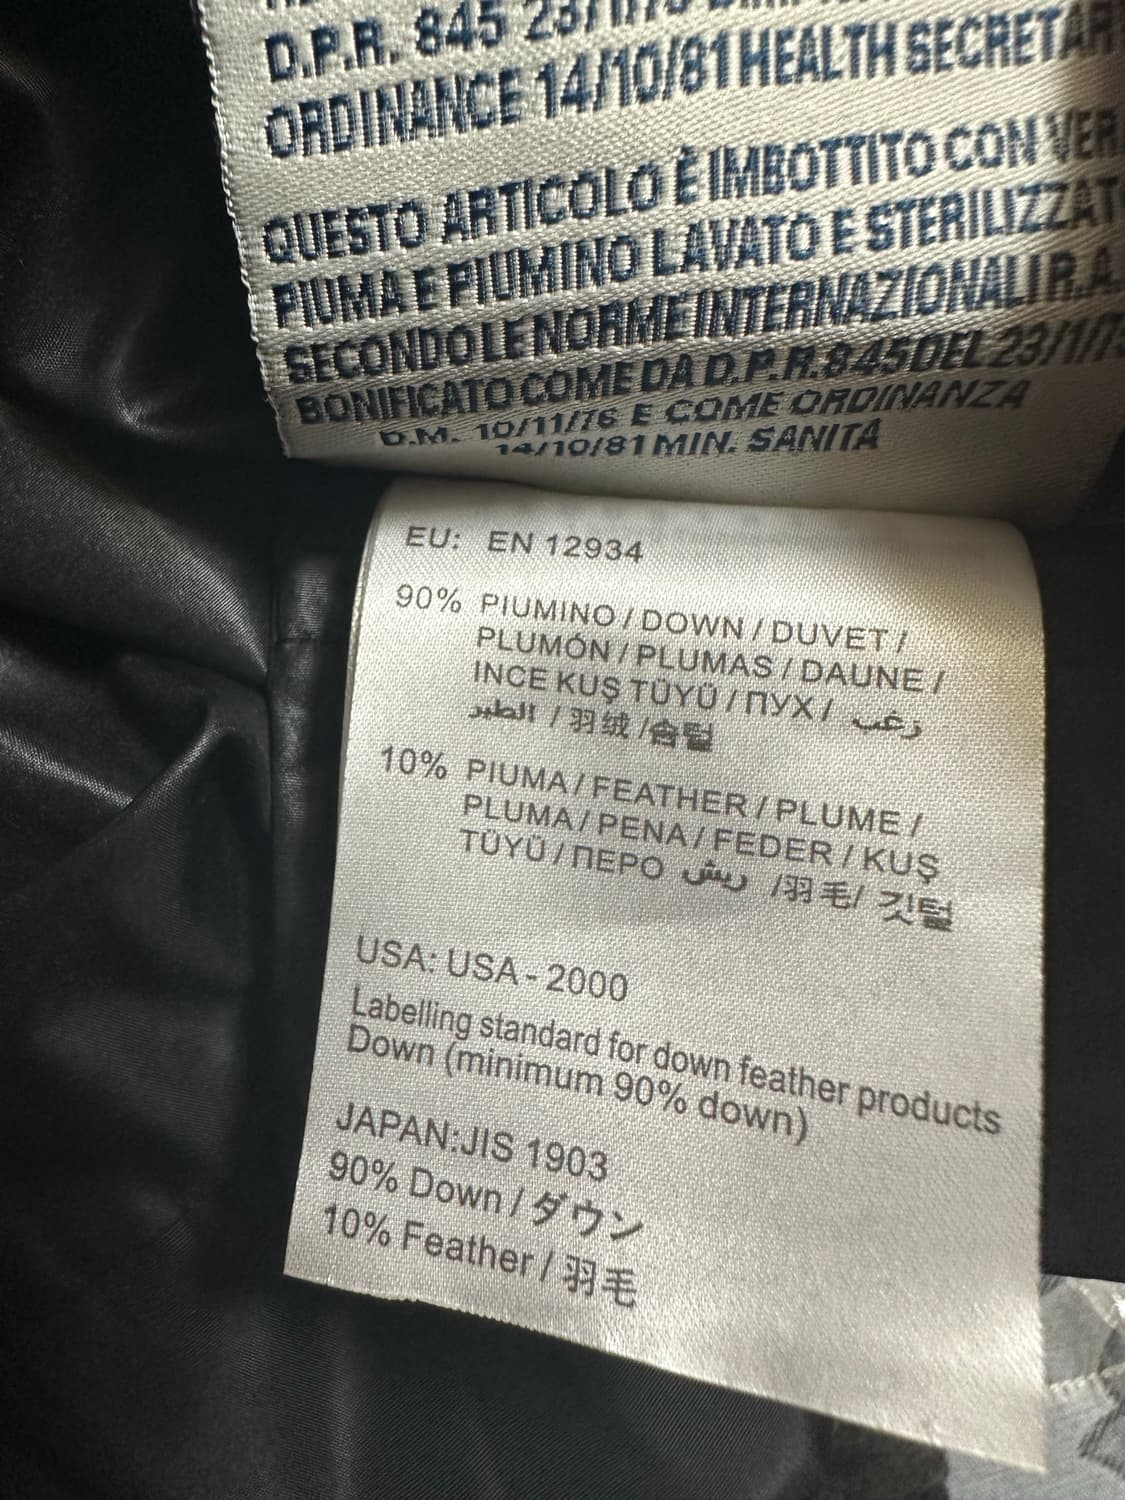 D.P.R. 845 23/1/75
ORDINANCE 14/10/81 HEALTH SECRETAR
QUESTO ARTICOLO È IMBOTTITO CON VER
PIUMA E PIUMINO LAVATO E STERILIZZAT
SECONDO LE NORME INTERNAZIONALI R.A.
BONIFICATO COME DA D.P.R. 845 DEL 23/1/75
D.M. 10/11/76 E COME ORDINANZA
14/10/81 MIN. SANITÁ
EU: EN 12934
90% PIUMINO / DOWN / DUVET /
PLUMÓN / PLUMAS / DAUNE /
INCE KUŞ TÜYÜ / ПУХ / زغب
الطير / 羽绒 /솜털
10% PIUMA / FEATHER / PLUME /
PLUMA / PENA / FEDER / KUŞ
TÜYÜ / ПЕРО ريش /羽毛/ 깃털
USA: USA - 2000
Labelling standard for down feather products
Down (minimum 90% down)
JAPAN:JIS 1903
90% Down / ダウン
10% Feather / 羽毛